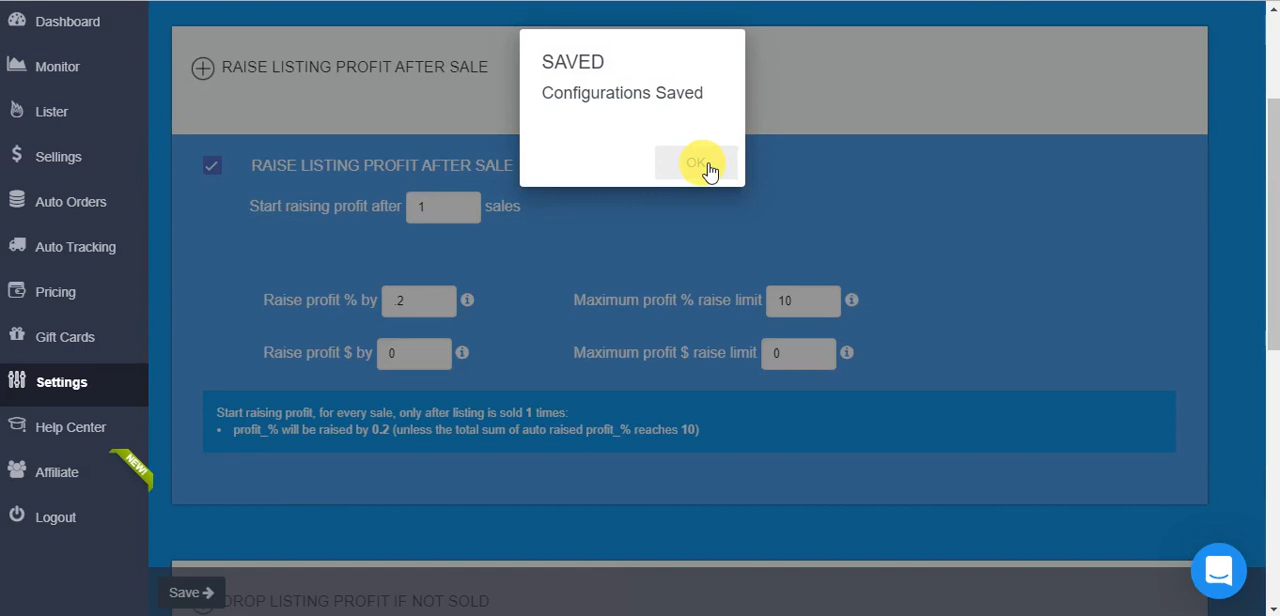 Dashboard
Monitor
Lister
Sellings
Auto Orders
Auto Tracking
Pricing
Gift Cards
Settings
Help Center
Affiliate
NEW!
Logout
RAISE LISTING PROFIT AFTER SALE
SAVED
Configurations Saved
OK
RAISE LISTING PROFIT AFTER SALE
Start raising profit after 1 sales
Raise profit % by .2 Maximum profit % raise limit 10
Raise profit $ by 0 Maximum profit $ raise limit 0
Start raising profit, for every sale, only after listing is sold 1 times:
• profit_% will be raised by 0.2 (unless the total sum of auto raised profit_% reaches 10)
Save
DROP LISTING PROFIT IF NOT SOLD